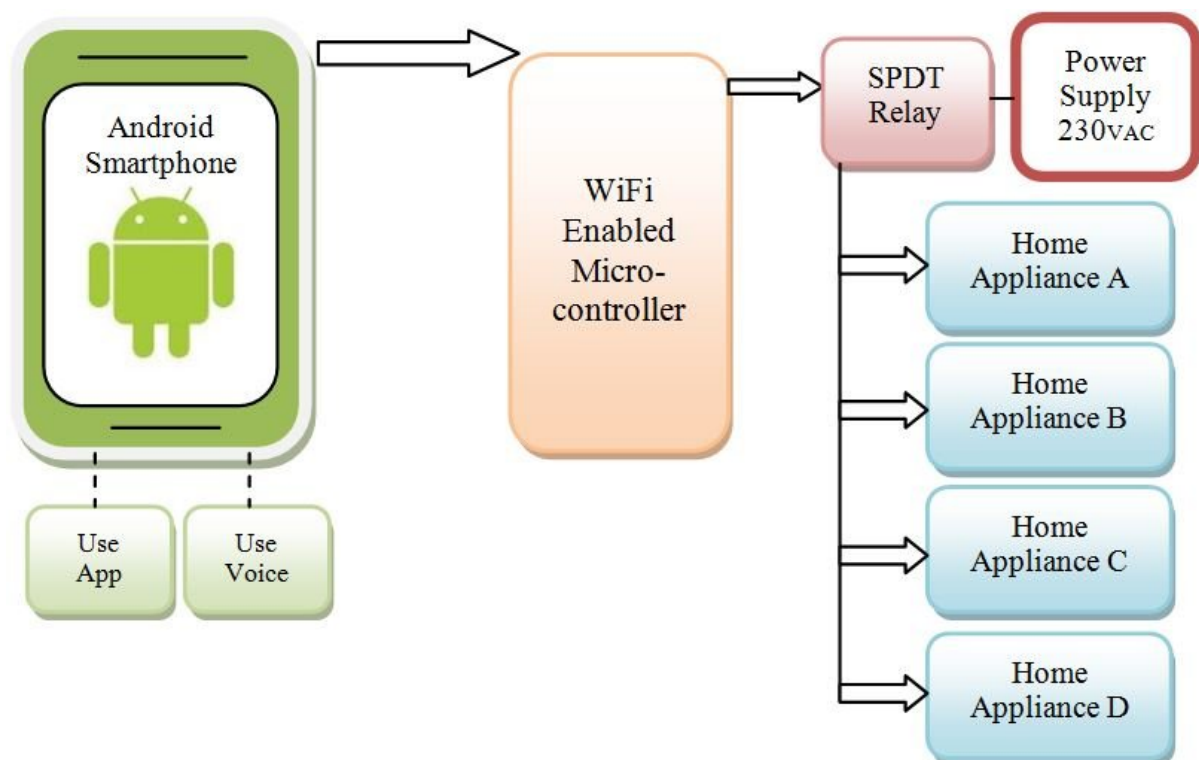 Android
Smartphone
Use
App
Use
Voice
WiFi
Enabled
Micro-
controller
SPDT
Relay
Power
Supply
230VAC
Home
Appliance A
Home
Appliance B
Home
Appliance C
Home
Appliance D